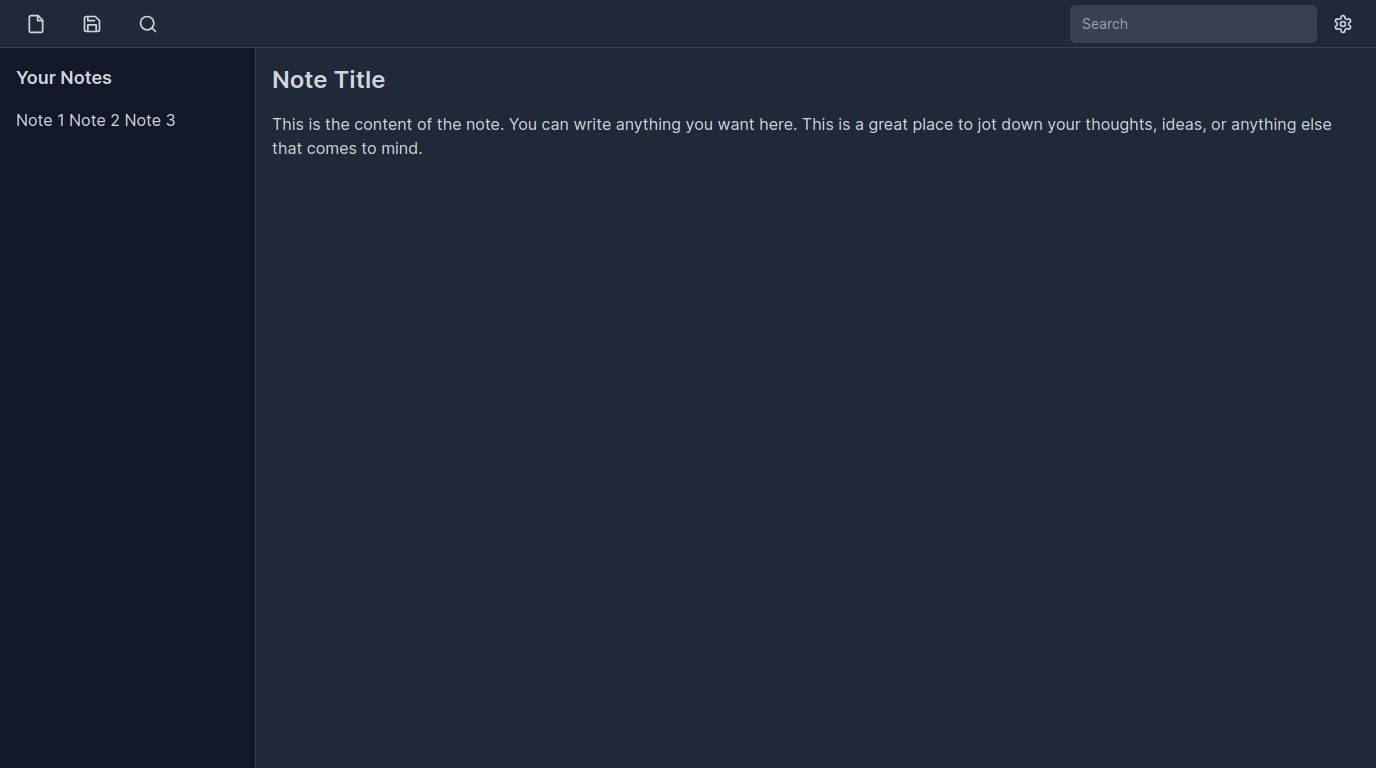 Search
Your Notes
Note 1 Note 2 Note 3
Note Title
This is the content of the note. You can write anything you want here. This is a great place to jot down your thoughts, ideas, or anything else
that comes to mind.